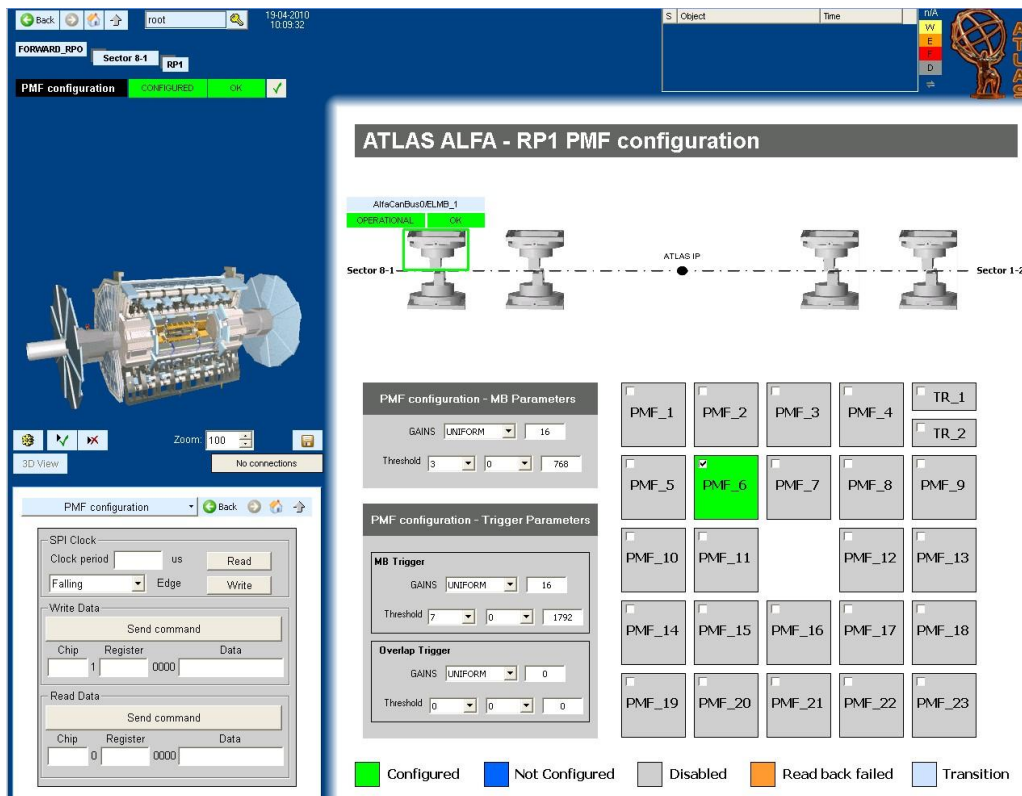 Back
root
19-04-2010
10:09:32
S Object Time
n/A
W
E
F
D
ATLAS
FORWARD_RPO
Sector 8-1
RP1
PMF configuration CONFIGURED OK
ATLAS ALFA - RP1 PMF configuration
AlfaCanBus0/ELMB_1
OPERATIONAL OK
ATLAS IP
Sector 8-1
Sector 1-2
Zoom: 100
3D View
No connections
PMF configuration Back
SPI Clock
Clock period us Read
Falling Edge Write
Write Data
Send command
Chip Register Data
1 0000
Read Data
Send command
Chip Register Data
0 0000
PMF configuration - MB Parameters
GAINS UNIFORM 16
Threshold 3 0 768
PMF configuration - Trigger Parameters
MB Trigger
GAINS UNIFORM 16
Threshold 7 0 1792
Overlap Trigger
GAINS UNIFORM 0
Threshold 0 0 0
PMF_1 PMF_2 PMF_3 PMF_4 TR_1
TR_2
PMF_5 PMF_6 PMF_7 PMF_8 PMF_9
PMF_10 PMF_11 PMF_12 PMF_13
PMF_14 PMF_15 PMF_16 PMF_17 PMF_18
PMF_19 PMF_20 PMF_21 PMF_22 PMF_23
Configured Not Configured Disabled Read back failed Transition